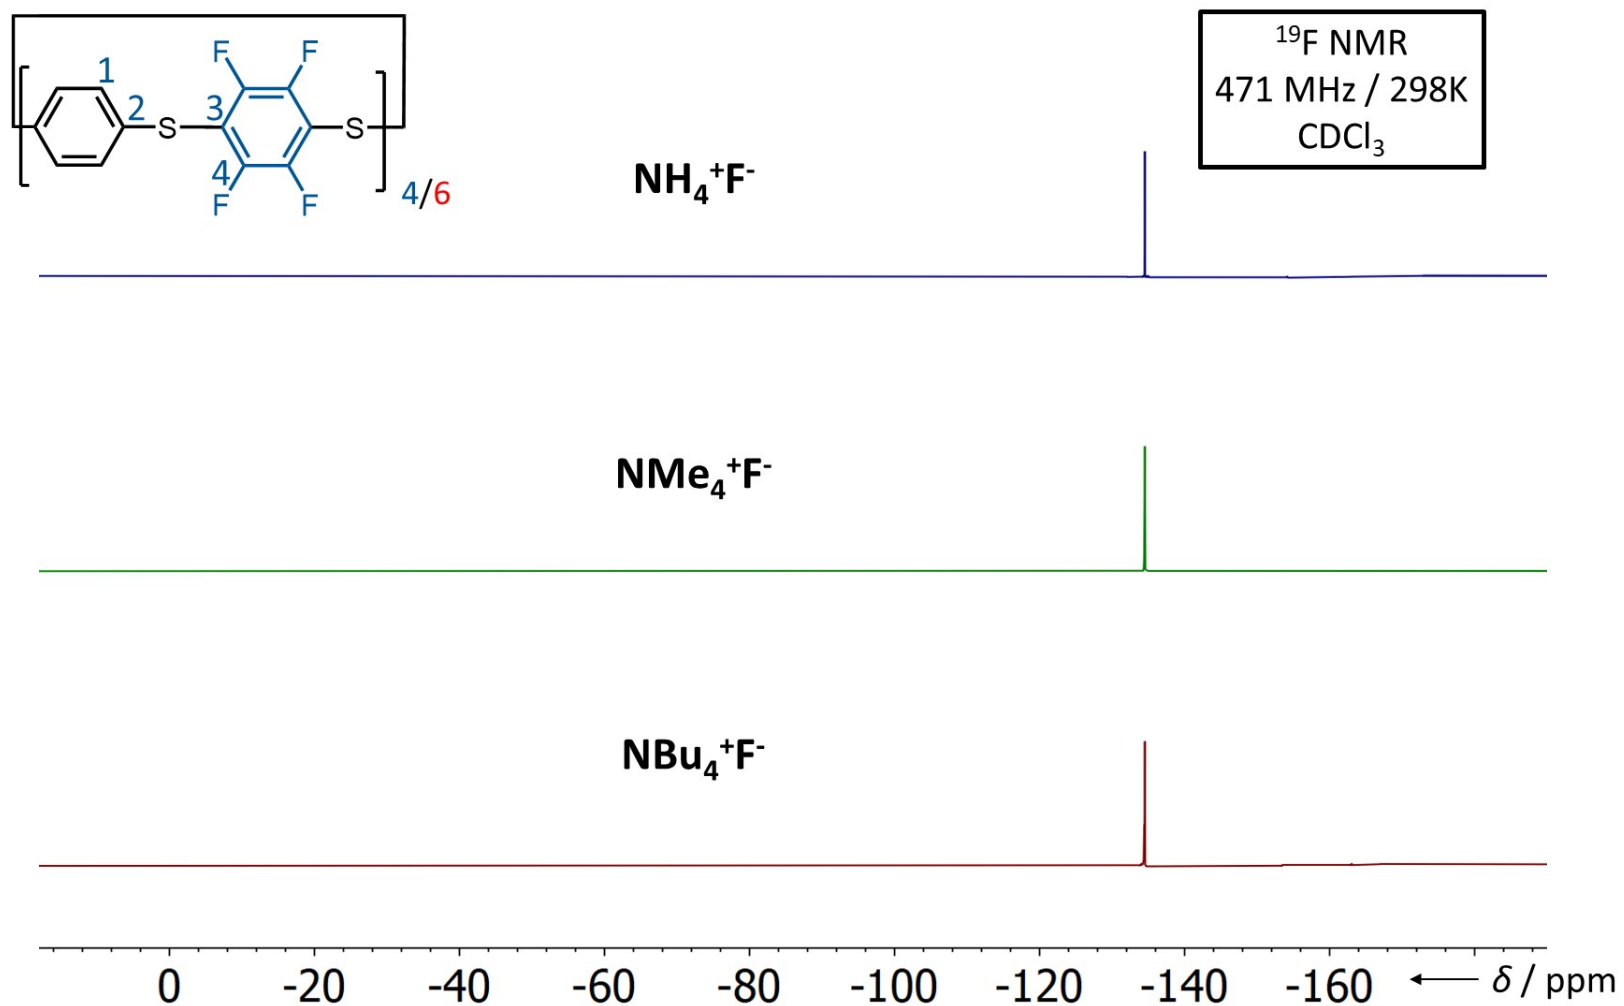 F F
1
2 S 3 S
4
F F
4/6
¹⁹F NMR
471 MHz / 298K
CDCl₃
NH₄⁺F⁻
NMe₄⁺F⁻
NBu₄⁺F⁻
0 -20 -40 -60 -80 -100 -120 -140 -160 ← δ / ppm